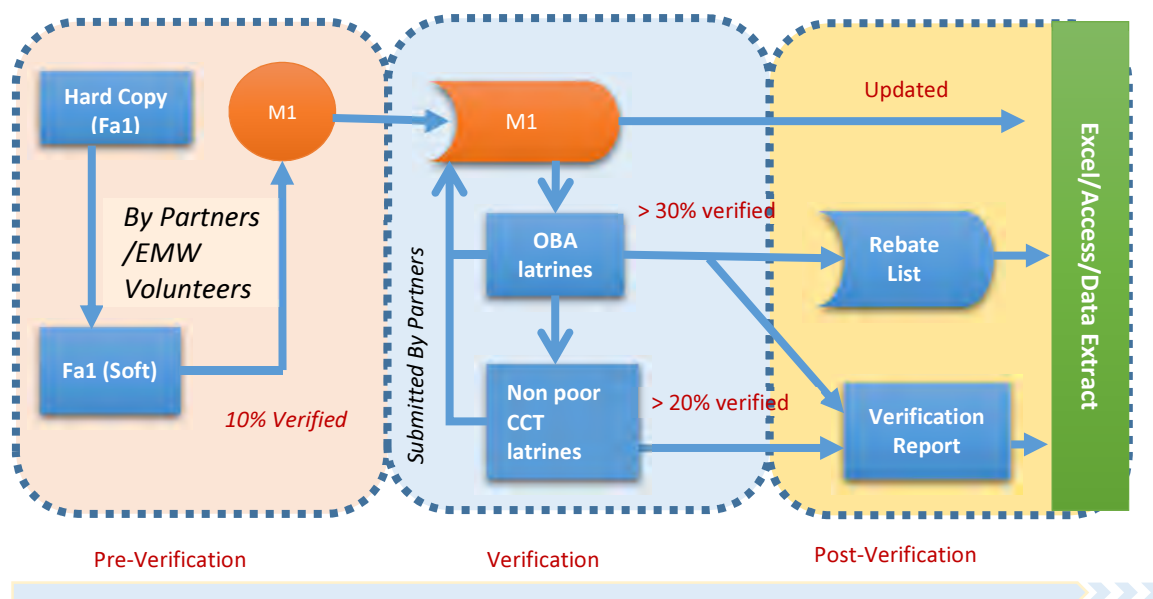 Hard Copy
(Fa1)
M1
By Partners
/EMW
Volunteers
Fa1 (Soft)
10% Verified
Pre-Verification
M1
Submitted By Partners
OBA
latrines
> 30% verified
Non poor
CCT
latrines
> 20% verified
Verification
Updated
Rebate
List
Verification
Report
Post-Verification
Excel/Access/Data Extract